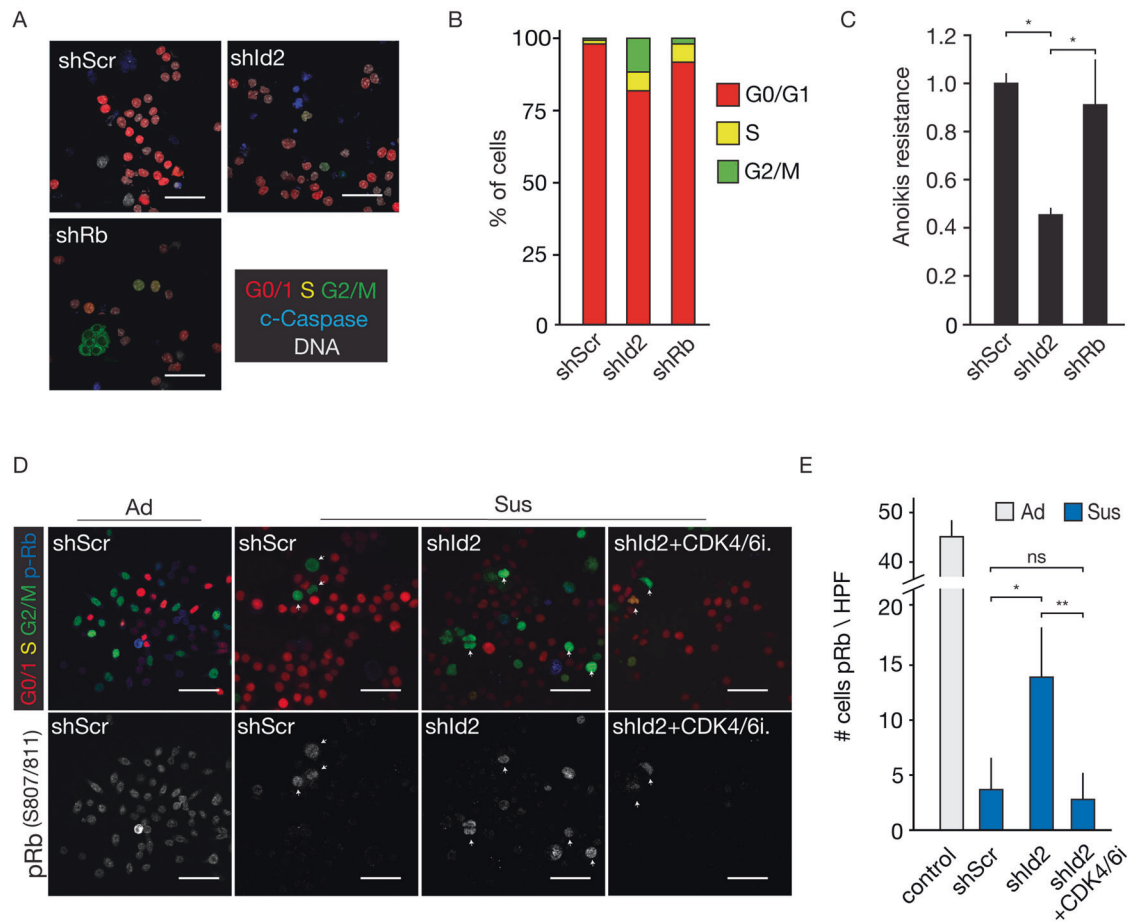 A
shScr
shId2
shRb
G0/1 S G2/M
c-Caspase
DNA
B
% of cells
100
75
50
25
0
shScr
shId2
shRb
G0/G1
S
G2/M
C
Anoikis resistance
1.2
1.0
0.8
0.6
0.4
0.2
0
*
*
shScr
shId2
shRb
D
Ad
Sus
G0/1 S G2/M p-Rb
shScr
shScr
shId2
shId2+CDK4/6i.
pRb (S807/811)
shScr
shScr
shId2
shId2+CDK4/6i.
E
# cells pRb \ HPF
50
40
20
15
10
5
0
Ad
Sus
ns
*
**
control
shScr
shId2
shId2
+CDK4/6i